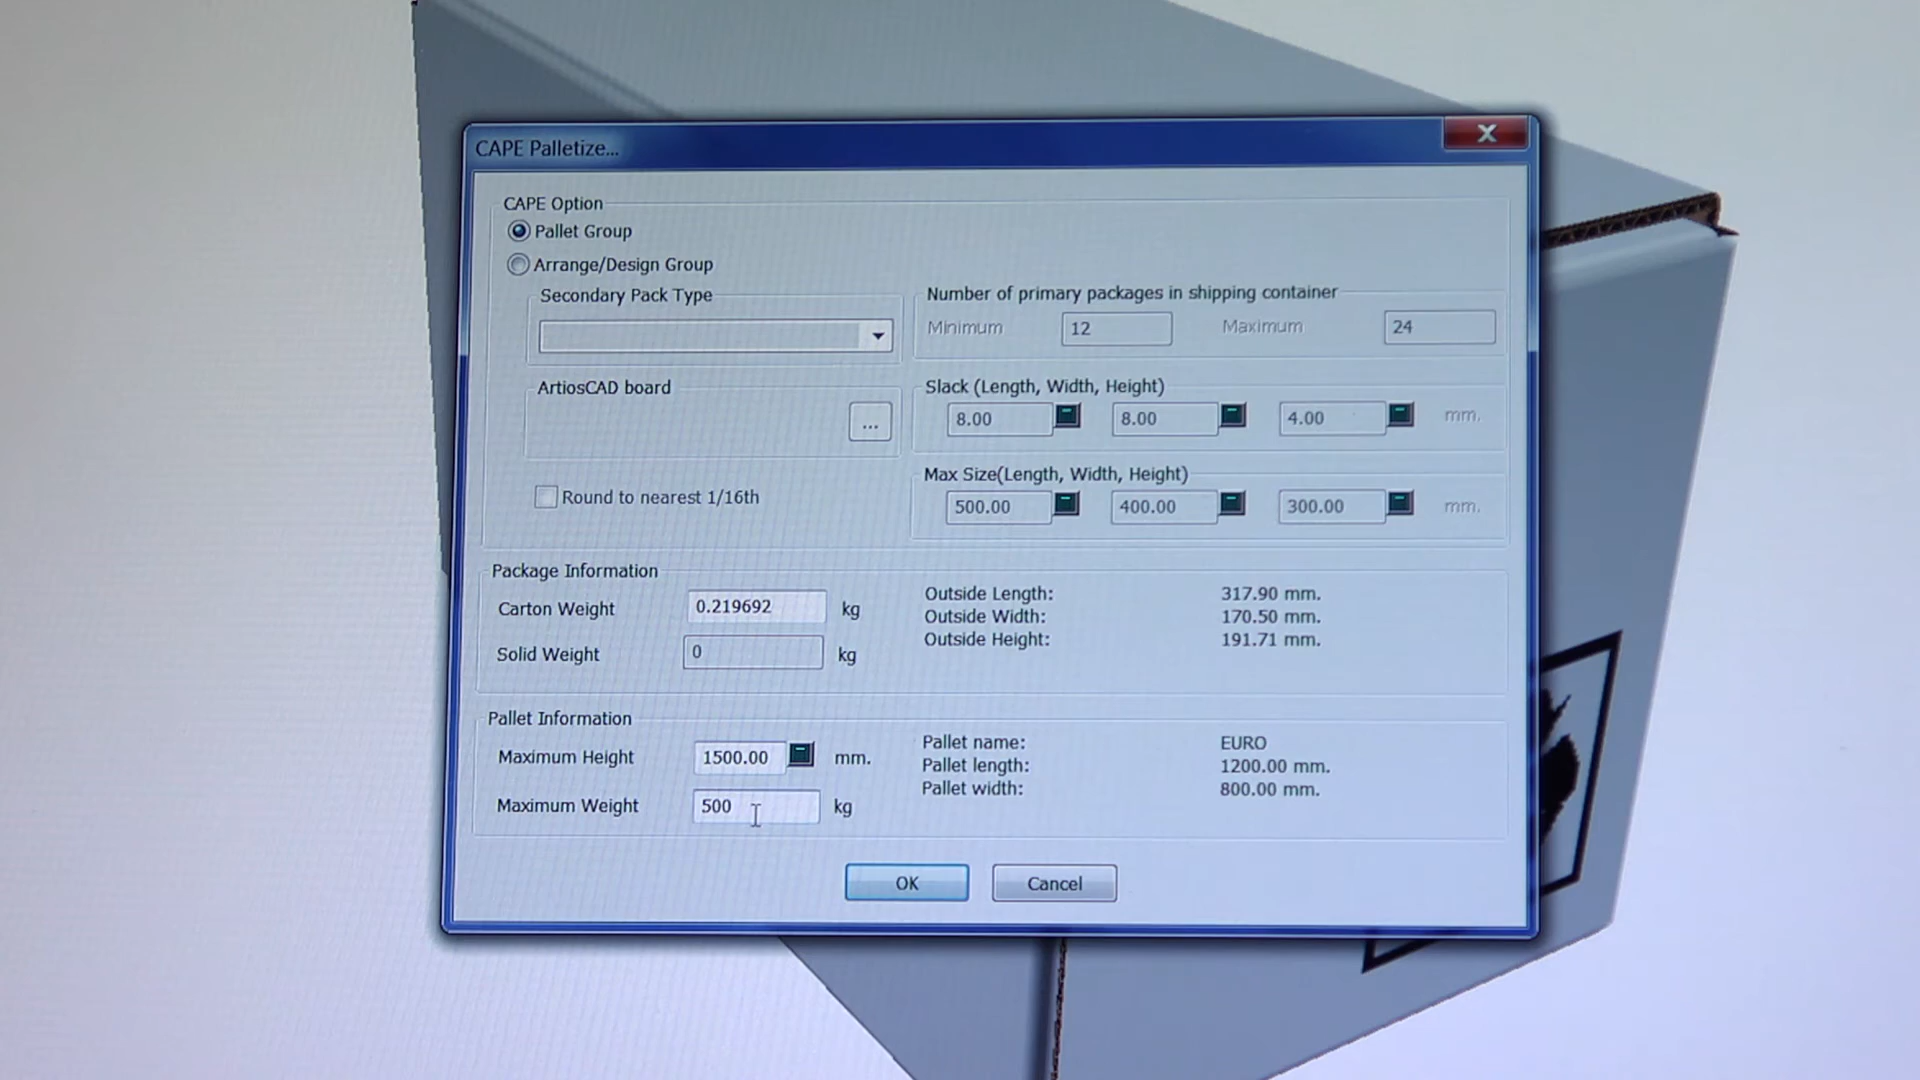 CAPE Palletize...
X
CAPE Option
Pallet Group
Arrange/Design Group
Secondary Pack Type
Number of primary packages in shipping container
Minimum 12 Maximum 24
ArtiosCAD board
...
Slack (Length, Width, Height)
8.00 8.00 4.00 mm.
Round to nearest 1/16th
Max Size(Length, Width, Height)
500.00 400.00 300.00 mm.
Package Information
Carton Weight 0.219692 kg
Solid Weight 0 kg
Outside Length: 317.90 mm.
Outside Width: 170.50 mm.
Outside Height: 191.71 mm.
Pallet Information
Maximum Height 1500.00 mm.
Maximum Weight 500 kg
Pallet name: EURO
Pallet length: 1200.00 mm.
Pallet width: 800.00 mm.
OK Cancel